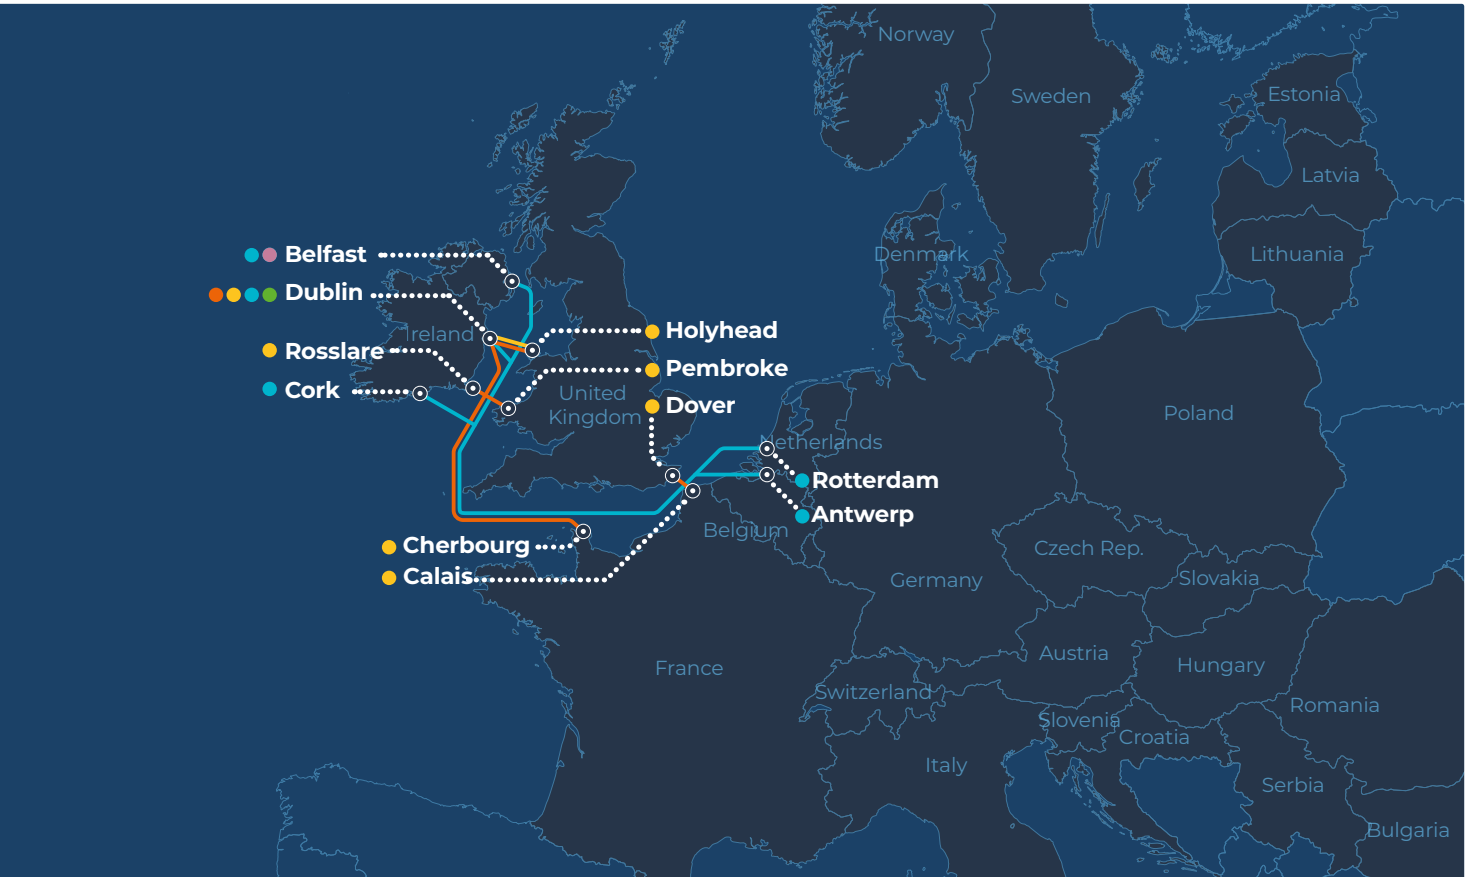 Norway
Sweden
Estonia
Latvia
Belfast
Denmark
Lithuania
Dublin
Ireland
Holyhead
Rosslare
Pembroke
Cork
United
Kingdom
Dover
Poland
Netherlands
Rotterdam
Antwerp
Belgium
Cherbourg
Czech Rep.
Calais
Germany
Slovakia
Austria
France
Hungary
Switzerland
Romania
Slovenia
Croatia
Italy
Serbia
Bulgaria